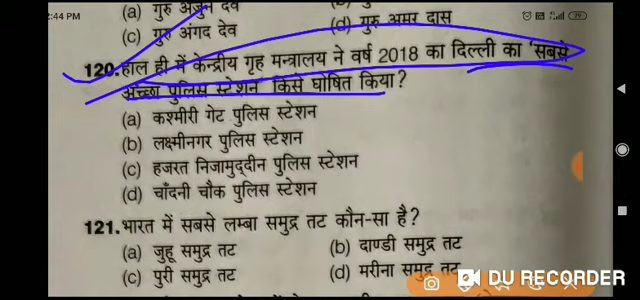 2:44 PM
29
(a) गुरु अर्जुन देव
(c) गुरु अंगद देव
(d) गुरु अमर दास
120. हाल ही में केन्द्रीय गृह मन्त्रालय ने वर्ष 2018 का दिल्ली का 'सबसे
अच्छा पुलिस स्टेशन' किसे घोषित किया?
(a) कश्मीरी गेट पुलिस स्टेशन
(b) लक्ष्मीनगर पुलिस स्टेशन
(c) हजरत निजामुद्दीन पुलिस स्टेशन
(d) चाँदनी चौक पुलिस स्टेशन
121. भारत में सबसे लम्बा समुद्र तट कौन-सा है?
(a) जुहू समुद्र तट (b) दाण्डी समुद्र तट
(c) पुरी समुद्र तट (d) मरीना समुद्र तट
DU RECORDER